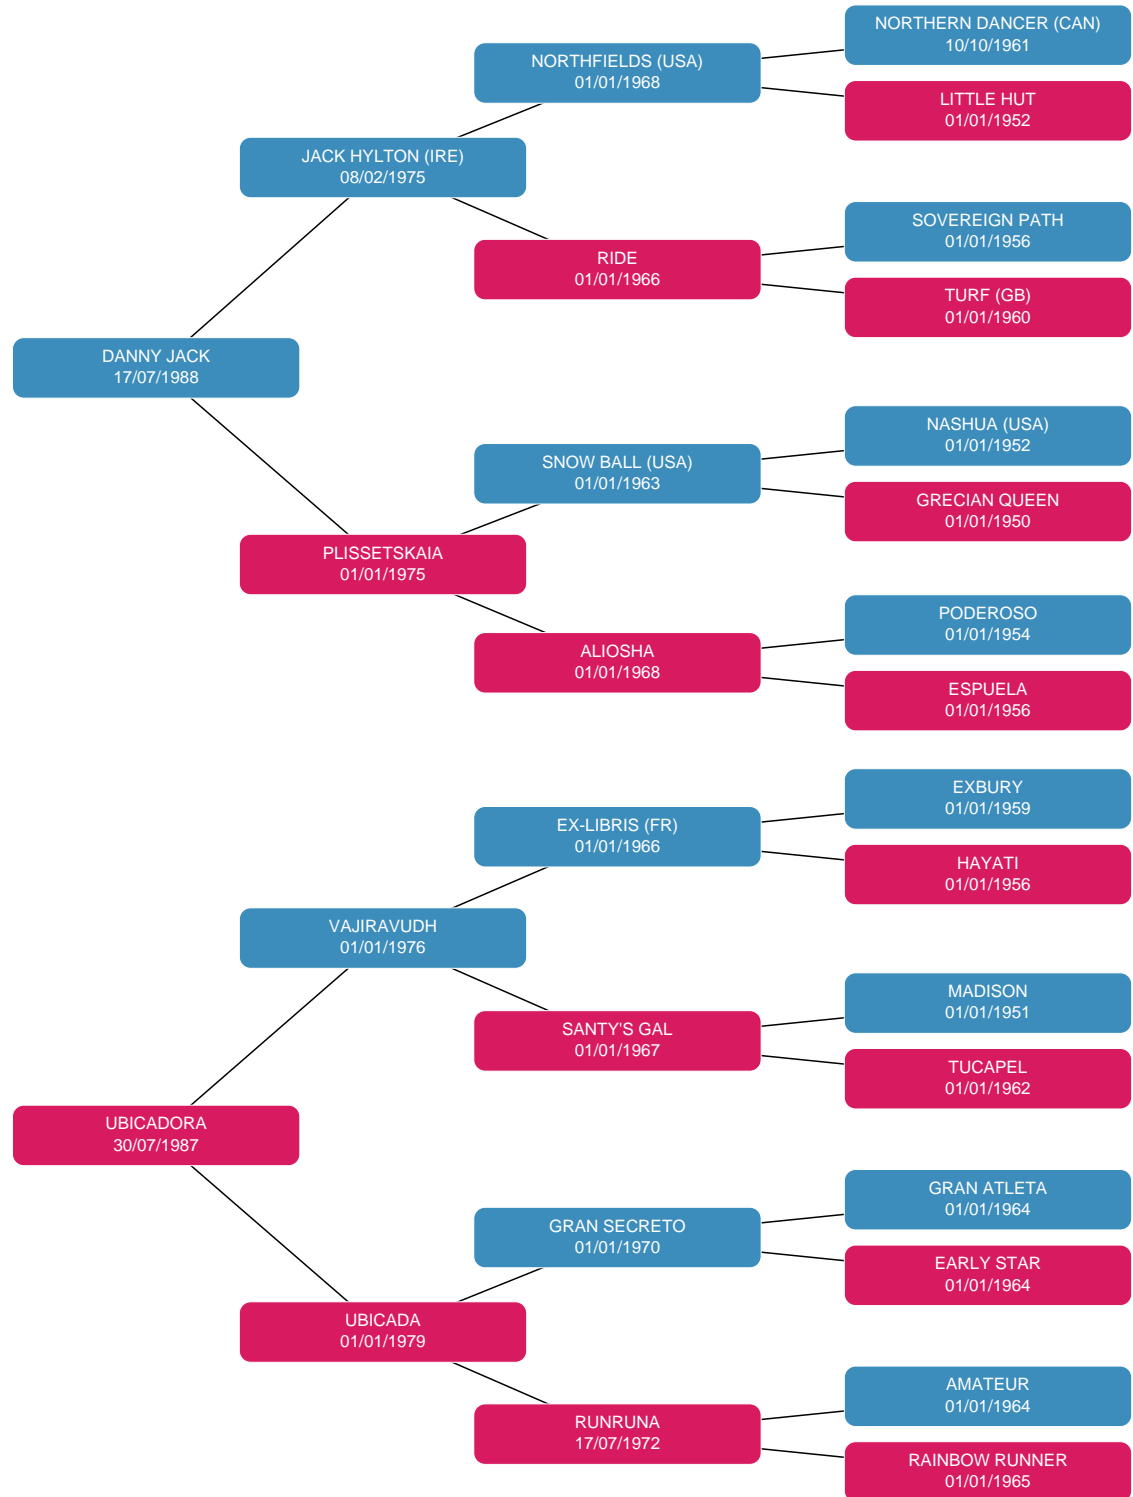 NORTHERN DANCER (CAN)
10/10/1961
NORTHFIELDS (USA)
01/01/1968
LITTLE HUT
01/01/1952
JACK HYLTON (IRE)
08/02/1975
SOVEREIGN PATH
01/01/1956
RIDE
01/01/1966
TURF (GB)
01/01/1960
DANNY JACK
17/07/1988
NASHUA (USA)
01/01/1952
SNOW BALL (USA)
01/01/1963
GRECIAN QUEEN
01/01/1950
PLISSETSKAIA
01/01/1975
PODEROSO
01/01/1954
ALIOSHA
01/01/1968
ESPUELA
01/01/1956
EXBURY
01/01/1959
EX-LIBRIS (FR)
01/01/1966
HAYATI
01/01/1956
VAJIRAVUDH
01/01/1976
MADISON
01/01/1951
SANTY'S GAL
01/01/1967
TUCAPEL
01/01/1962
UBICADORA
30/07/1987
GRAN ATLETA
01/01/1964
GRAN SECRETO
01/01/1970
EARLY STAR
01/01/1964
UBICADA
01/01/1979
AMATEUR
01/01/1964
RUNRUNA
17/07/1972
RAINBOW RUNNER
01/01/1965